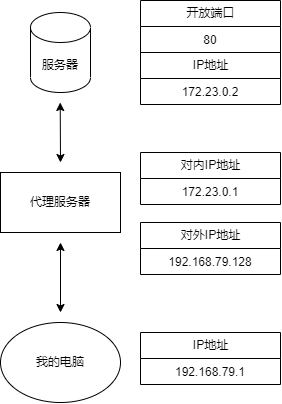 开放端口
80
服务器
IP地址
172.23.0.2
对内IP地址
172.23.0.1
代理服务器
对外IP地址
192.168.79.128
IP地址
我的电脑
192.168.79.1